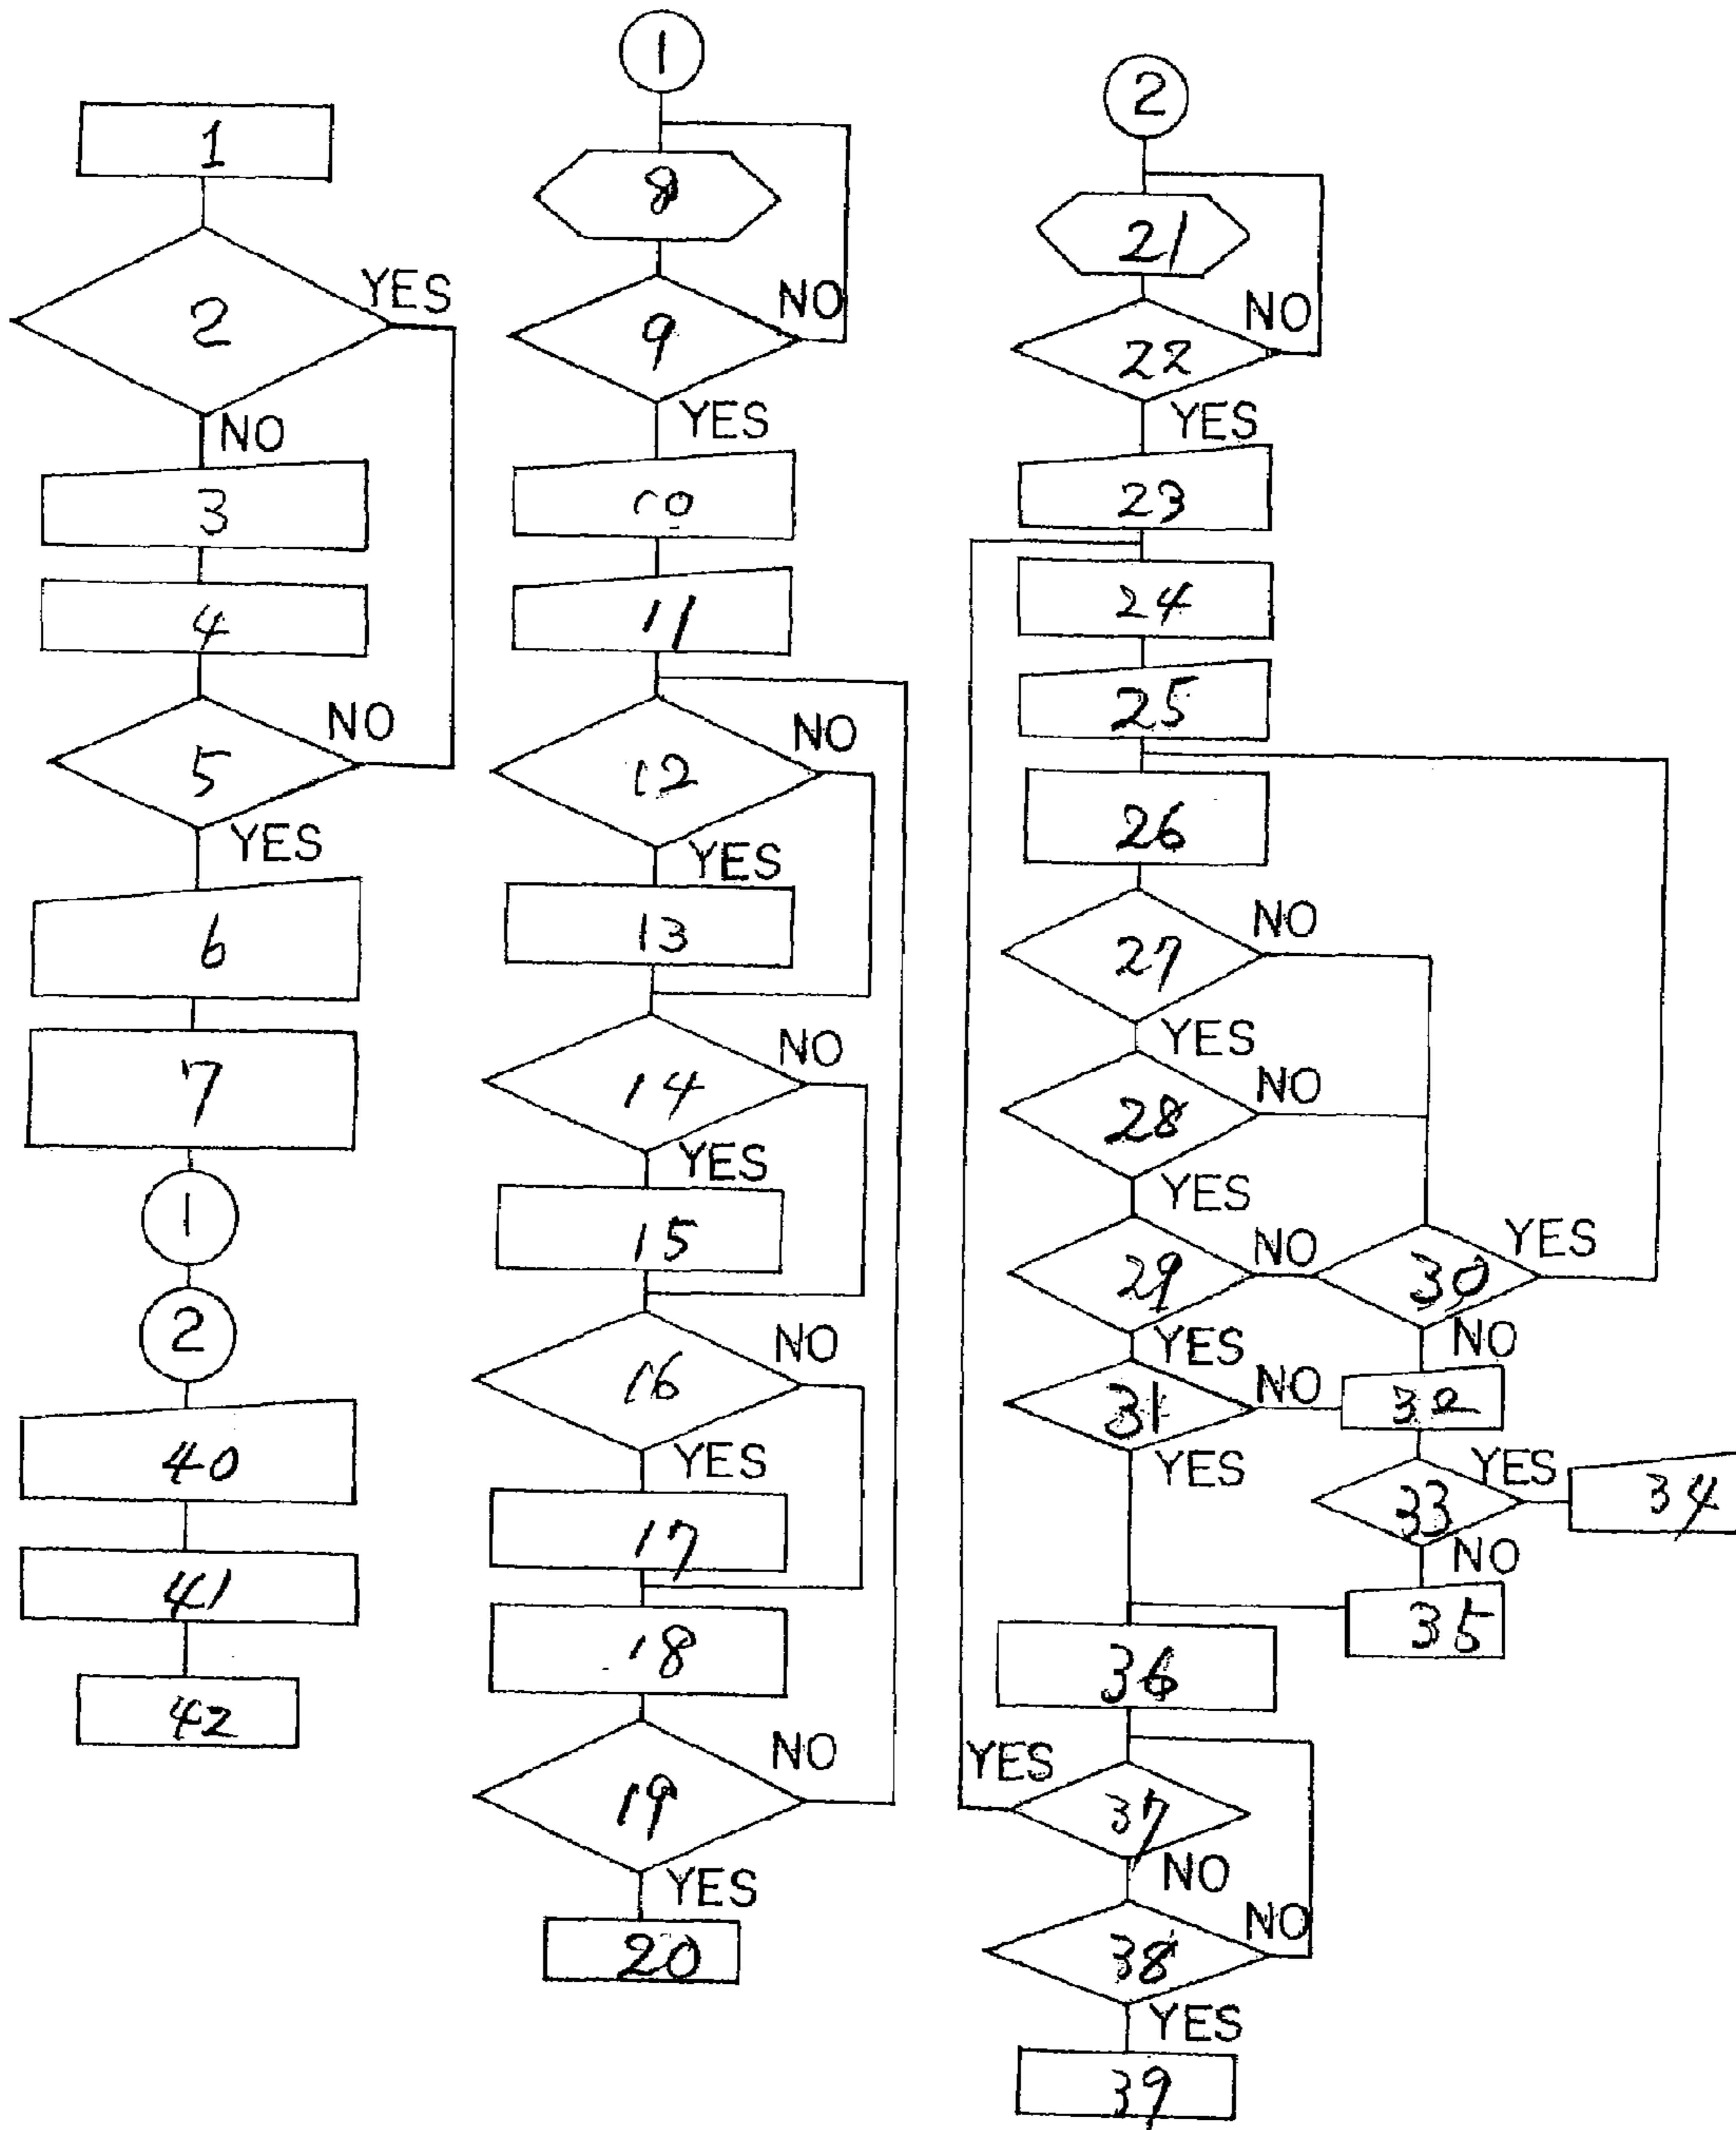 1
2
YES
NO
3
4
5
NO
YES
6
7
1
2
40
41
42
1
8
9
NO
YES
10
11
12
NO
YES
13
14
NO
YES
15
16
NO
YES
17
18
19
NO
YES
20
2
21
22
NO
YES
23
24
25
26
27
NO
YES
28
NO
YES
29
NO
30
YES
YES
NO
31
NO
32
YES
33
YES
34
NO
35
36
YES
37
NO
38
NO
YES
39